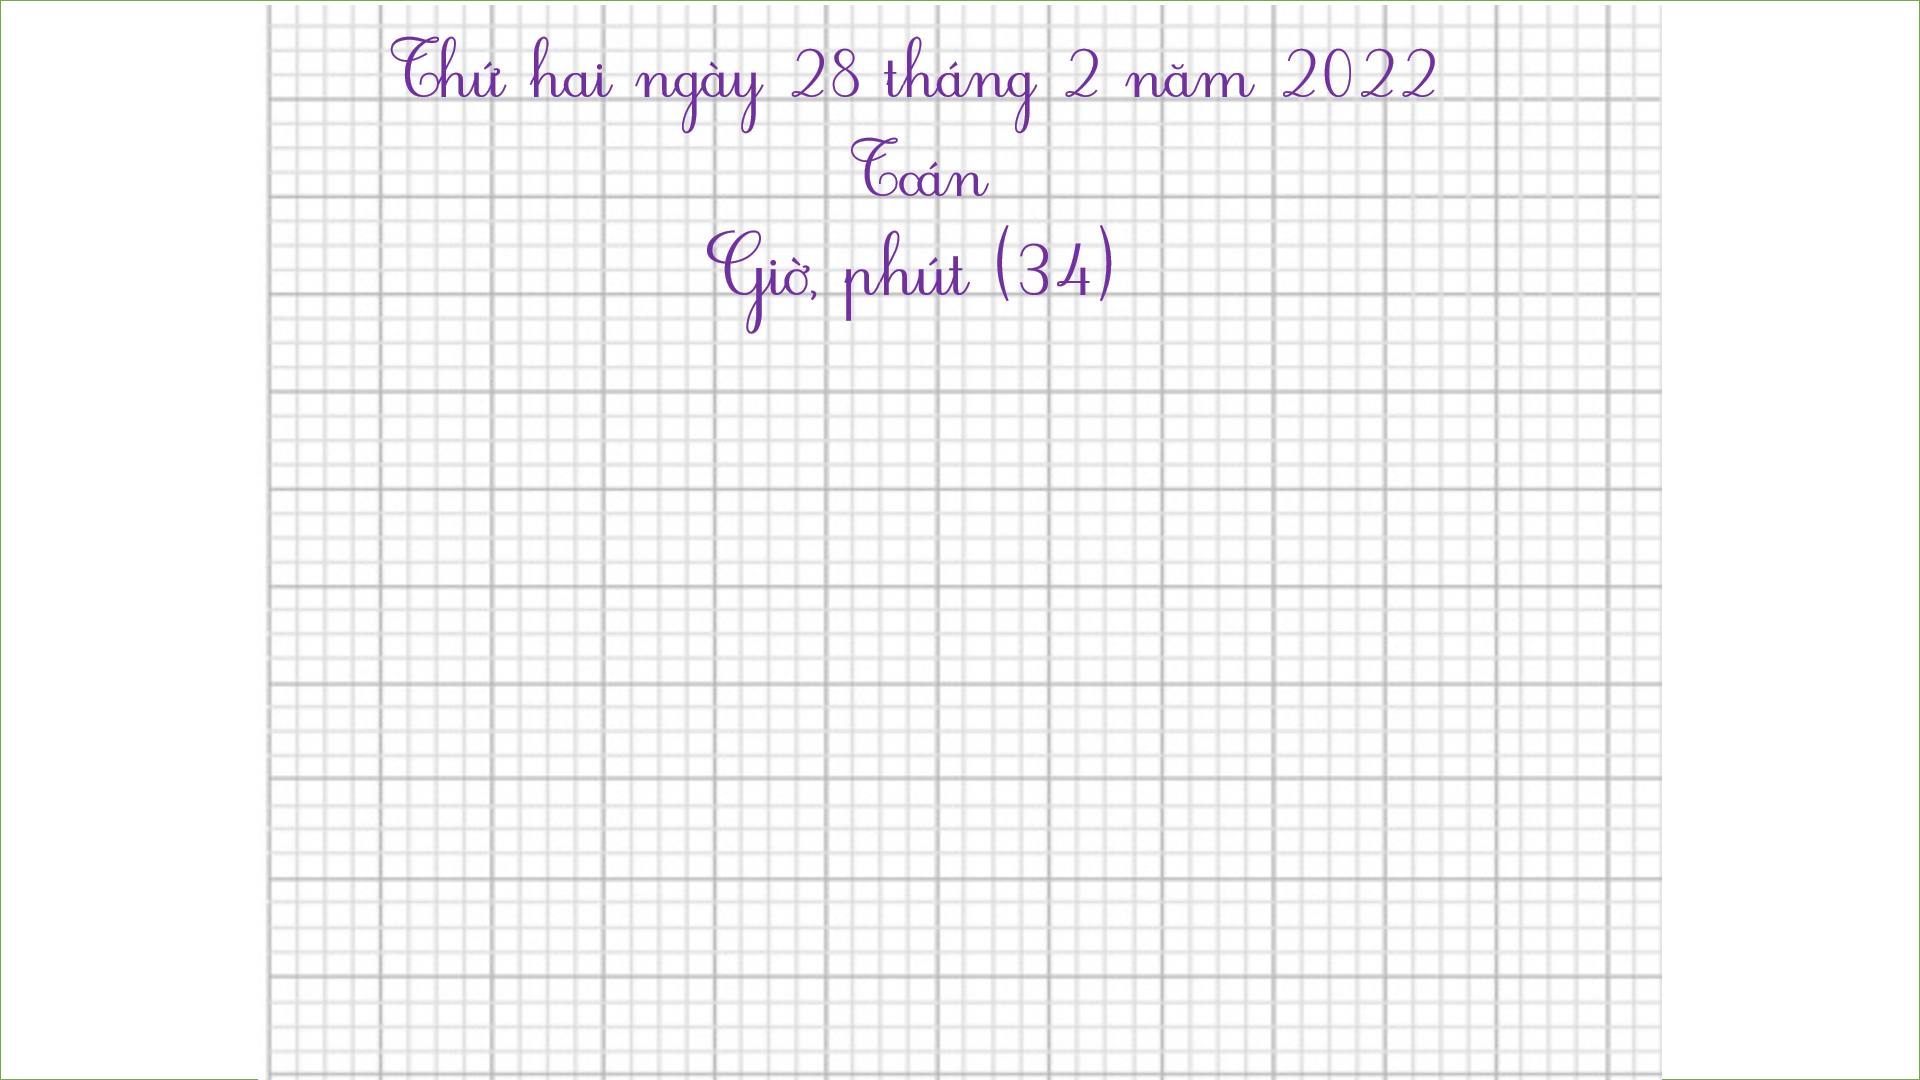 Thứ hai ngày 28 tháng 2 năm 2022
Toán
Giờ, phút (34)